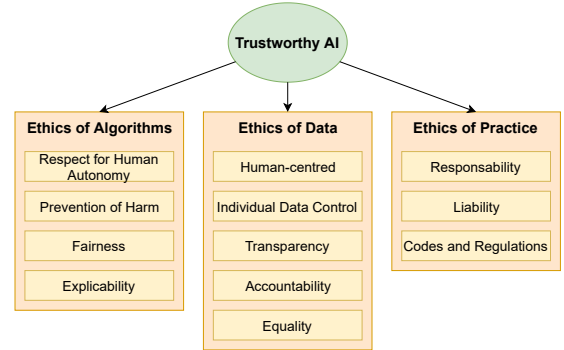 Trustworthy AI
Ethics of Algorithms
Respect for Human
Autonomy
Prevention of Harm
Fairness
Explicability
Ethics of Data
Human-centred
Individual Data Control
Transparency
Accountability
Equality
Ethics of Practice
Responsability
Liability
Codes and Regulations